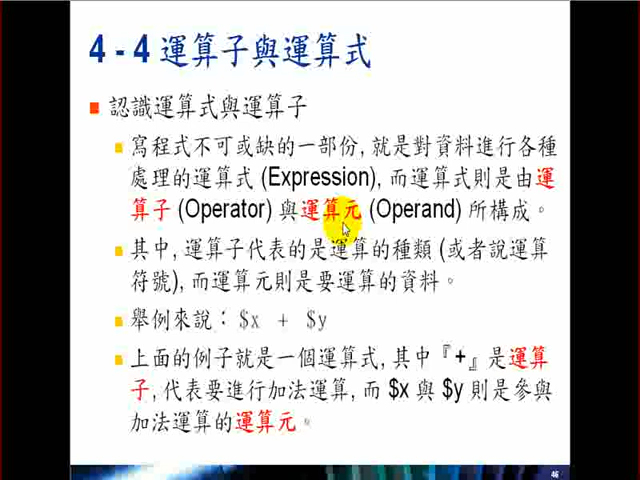 4 - 4 運算子與運算式
認識運算式與運算子
寫程式不可或缺的一部份, 就是對資料進行各種
處理的運算式 (Expression), 而運算式則是由運
算子 (Operator) 與運算元 (Operand) 所構成。
其中, 運算子代表的是運算的種類 (或者說運算
符號), 而運算元則是要運算的資料。
舉例來說：$x + $y
上面的例子就是一個運算式, 其中『+』是運算
子, 代表要進行加法運算, 而 $x 與 $y 則是參與
加法運算的運算元。
46